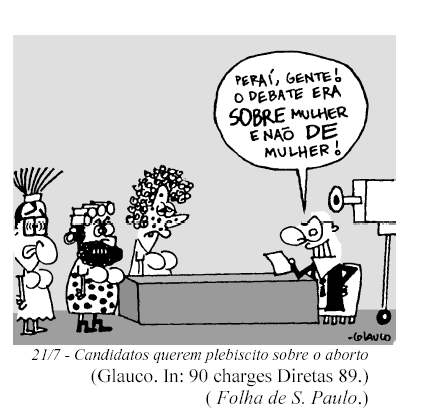 PERAÍ, GENTE!
O DEBATE ERA
SOBRE MULHER
E NAÕ DE
MULHER!
-GLAUCO
21/7 - Candidatos querem plebiscito sobre o aborto
(Glauco. In: 90 charges Diretas 89.)
( Folha de S. Paulo.)